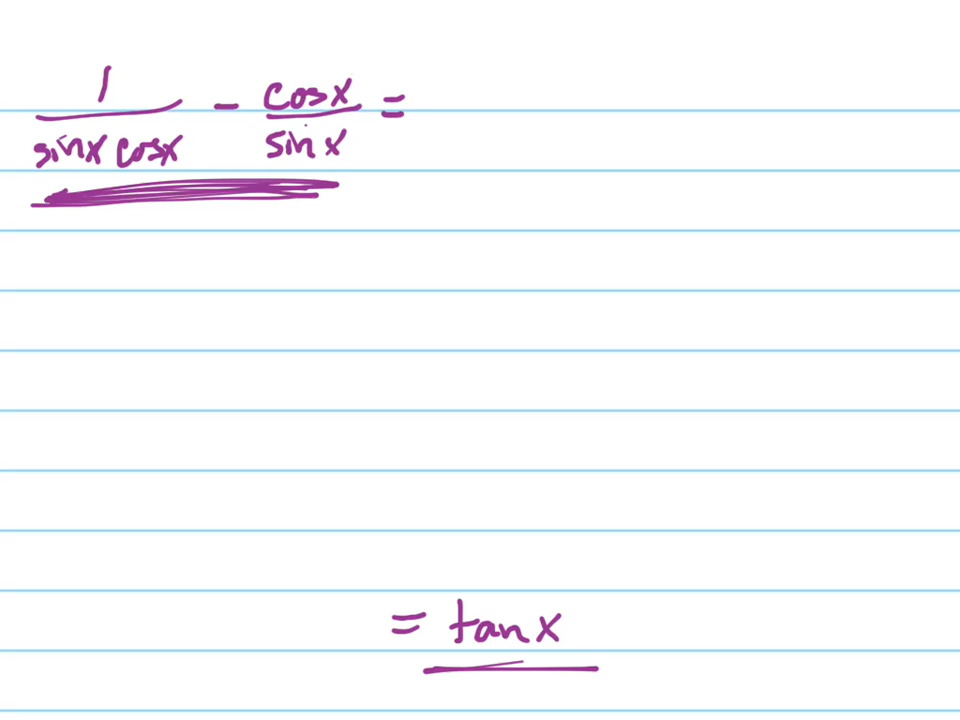 1/(sinx cosx) - cosx/sinx =
= tanx